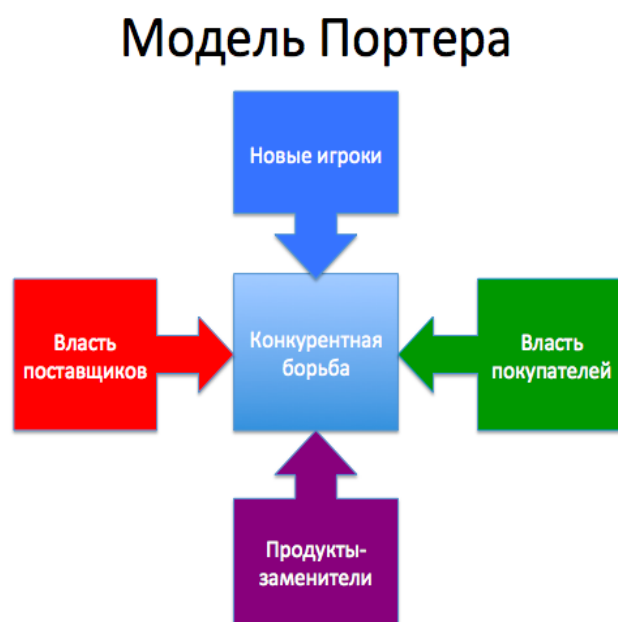 Модель Портера
Новые игроки
Власть
поставщиков
Конкурентная
борьба
Власть
покупателей
Продукты-
заменители